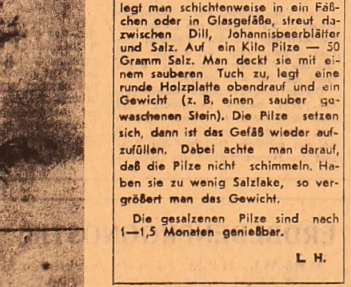 legt man schichtenweise in ein Fäß-
chen oder in Glasgefäße, streut da-
zwischen Dill, Johannisbeerblätter
und Salz. Auf ein Kilo Pilze — 50
Gramm Salz. Man deckt sie mit ei-
nem sauberen Tuch zu, legt eine
runde Holzplatte obendrauf und ein
Gewicht (z. B. einen sauber ge-
waschenen Stein). Die Pilze setzen
sich, dann ist das Gefäß wieder auf-
zufüllen. Dabei achte man darauf,
daß die Pilze nicht schimmeln. Ha-
ben sie zu wenig Salzlake, so ver-
größert man das Gewicht.
Die gesalzenen Pilze sind nach
1—1,5 Monaten genießbar.
L. H.